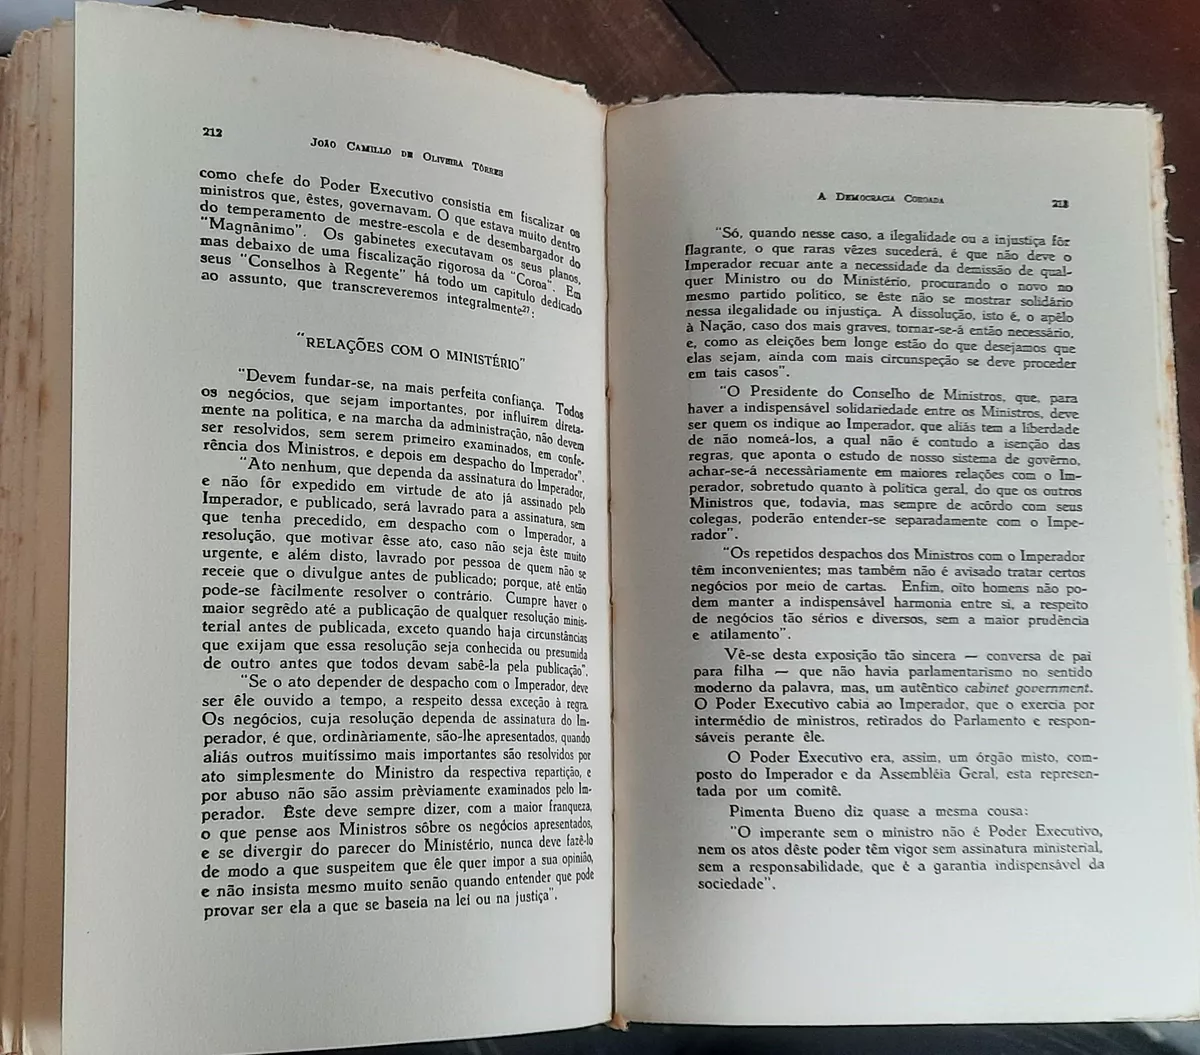 212
JOÃO CAMILLO DE OLIVEIRA TÔRRES
como chefe do Poder Executivo consistia em fiscalizar os
ministros que, êstes, governavam. O que estava muito dentro
do temperamento de mestre-escola e de desembargador do
"Magnânimo". Os gabinetes executavam os seus planos,
mas debaixo de uma fiscalização rigorosa da "Coroa". Em
seus "Conselhos à Regente" há todo um capítulo dedicado
ao assunto, que transcreveremos integralmente27:
"RELAÇÕES COM O MINISTÉRIO"
"Devem fundar-se, na mais perfeita confiança. Todos
os negócios, que sejam importantes, por influirem direta-
mente na política, e na marcha da administração, não devem
ser resolvidos, sem serem primeiro examinados, em confe-
rência dos Ministros, e depois em despacho do Imperador".
"Ato nenhum, que dependa da assinatura do Imperador,
e não fôr expedido em virtude de ato já assinado pelo
Imperador, e publicado, será lavrado para a assinatura, sem
que tenha precedido, em despacho com o Imperador, a
resolução, que motivar êsse ato, caso não seja êste muito
urgente, e além disto, lavrado por pessoa de quem não se
receie que o divulgue antes de publicado; porque, até então
pode-se fàcilmente resolver o contrário. Cumpre haver o
maior segrêdo até a publicação de qualquer resolução minis-
terial antes de publicada, exceto quando haja circunstâncias
que exijam que essa resolução seja conhecida ou presumida
de outro antes que todos devam sabê-la pela publicação".
"Se o ato depender de despacho com o Imperador, deve
ser êle ouvido a tempo, a respeito dessa exceção à regra.
Os negócios, cuja resolução dependa de assinatura do Im-
perador, é que, ordinàriamente, são-lhe apresentados, quando
aliás outros muitíssimo mais importantes são resolvidos por
ato simplesmente do Ministro da respectiva repartição, e
por abuso não são assim prèviamente examinados pelo Im-
perador. Êste deve sempre dizer, com a maior franqueza,
o que pense aos Ministros sôbre os negócios apresentados,
e se divergir do parecer do Ministério, nunca deve fazê-lo
de modo a que suspeitem que êle quer impor a sua opinião,
e não insista mesmo muito senão quando entender que pode
provar ser ela a que se baseia na lei ou na justiça".
A DEMOCRACIA COROADA
213
"Só, quando nesse caso, a ilegalidade ou a injustiça fôr
flagrante, o que raras vêzes sucederá, é que não deve o
Imperador recuar ante a necessidade da demissão de qual-
quer Ministro ou do Ministério, procurando o novo no
mesmo partido político, se êste não se mostrar solidário
nessa ilegalidade ou injustiça. A dissolução, isto é, o apêlo
à Nação, caso dos mais graves, tornar-se-á então necessário,
e, como as eleições bem longe estão do que desejamos que
elas sejam, ainda com mais circunspeção se deve proceder
em tais casos".
"O Presidente do Conselho de Ministros, que, para
haver a indispensável solidariedade entre os Ministros, deve
ser quem os indique ao Imperador, que aliás tem a liberdade
de não nomeá-los, a qual não é contudo a isenção das
regras, que aponta o estudo de nosso sistema de govêrno,
achar-se-á necessàriamente em maiores relações com o Im-
perador, sobretudo quanto à política geral, do que os outros
Ministros que, todavia, mas sempre de acôrdo com seus
colegas, poderão entender-se separadamente com o Impe-
rador".
"Os repetidos despachos dos Ministros com o Imperador
têm inconvenientes; mas também não é avisado tratar certos
negócios por meio de cartas. Enfim, oito homens não po-
dem manter a indispensável harmonia entre si, a respeito
de negócios tão sérios e diversos, sem a maior prudência
e atilamento".
Vê-se desta exposição tão sincera — conversa de pai
para filha — que não havia parlamentarismo no sentido
moderno da palavra, mas, um autêntico cabinet government.
O Poder Executivo cabia ao Imperador, que o exercia por
intermédio de ministros, retirados do Parlamento e respon-
sáveis perante êle.
O Poder Executivo era, assim, um órgão misto, com-
posto do Imperador e da Assembléia Geral, esta represen-
tada por um comitê.
Pimenta Bueno diz quase a mesma cousa:
"O imperante sem o ministro não é Poder Executivo,
nem os atos dêste poder têm vigor sem assinatura ministerial,
sem a responsabilidade, que é a garantia indispensável da
sociedade".